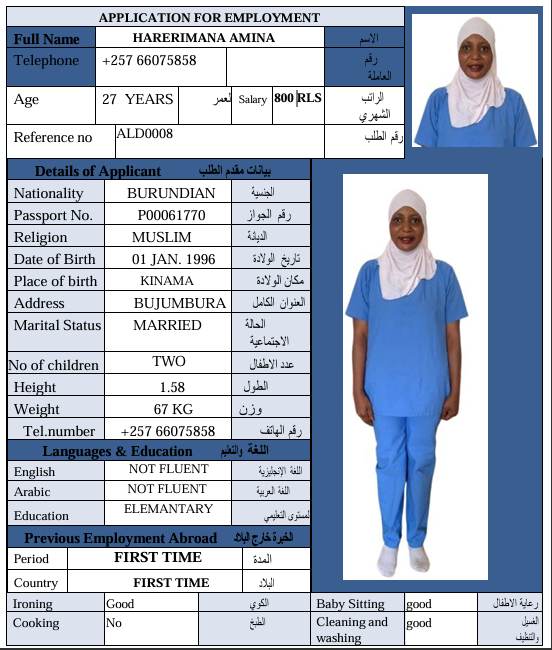 APPLICATION FOR EMPLOYMENT
Full Name HARERIMANA AMINA الاسم
Telephone +257 66075858 رقم
العاملة
Age 27 YEARS العمر Salary 800 RLS الراتب
الشهري
Reference no ALD0008 رقم الطلب
Details of Applicant بيانات مقدم الطلب
Nationality BURUNDIAN الجنسية
Passport No. P00061770 رقم الجواز
Religion MUSLIM الديانة
Date of Birth 01 JAN. 1996 تاريخ الولادة
Place of birth KINAMA مكان الولادة
Address BUJUMBURA العنوان الكامل
Marital Status MARRIED الحالة
الاجتماعية
No of children TWO عدد الاطفال
Height 1.58 الطول
Weight 67 KG وزن
Tel.number +257 66075858 رقم الهاتف
Languages & Education اللغة والتعليم
English NOT FLUENT اللغة الإنجليزية
Arabic NOT FLUENT اللغة العربية
Education ELEMANTARY المستوى التعليمي
Previous Employment Abroad الخبرة خارج البلاد
Period FIRST TIME المدة
Country FIRST TIME البلاد
Ironing Good الكوي Baby Sitting good رعاية الاطفال
Cooking No الطبخ Cleaning and good الغسيل
washing والتنظيف